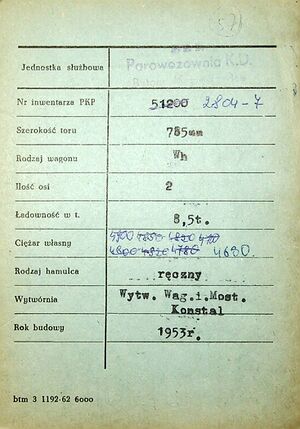 Jednostka służbowa Parowozownia K.D.
Nr inwentarza PKP 51200 2804-7
Szerokość toru 785mm
Rodzaj wagonu Wh
Ilość osi 2
Ładowność w t. 8,5t.
Ciężar własny 4680.
Rodzaj hamulca ręczny
Wytwórnia Wytw. Wag.i.Most.
Konstal
Rok budowy 1953r.
btm 3 1192-62 6000